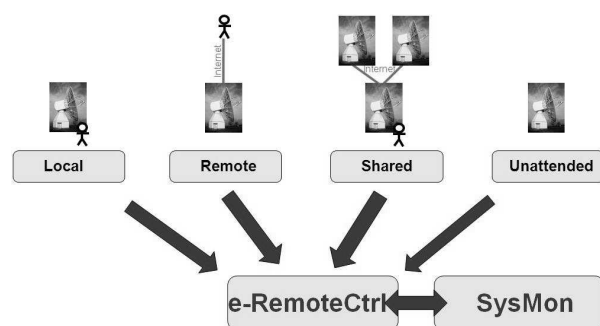 Internet
Internet
Local
Remote
Shared
Unattended
e-RemoteCtrl
SysMon